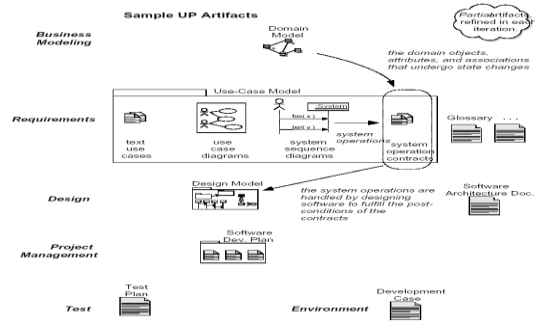 Sample UP Artifacts
Partial artifacts,
refined in each
iteration.
Business
Modeling
Domain
Model
the domain objects,
attributes, and associations
that undergo state changes
Use-Case Model
Requirements
:System
foo( x )
bar( y )
system
operations
text
use
cases
use
case
diagrams
system
sequence
diagrams
system
operation
contracts
Glossary
. . .
Design
Design Model
the system operations are
handled by designing
software to fulfill the post-
conditions of the
contracts
Software
Architecture Doc.
Project
Management
Software
Dev. Plan
Test
Test
Plan
Environment
Development
Case